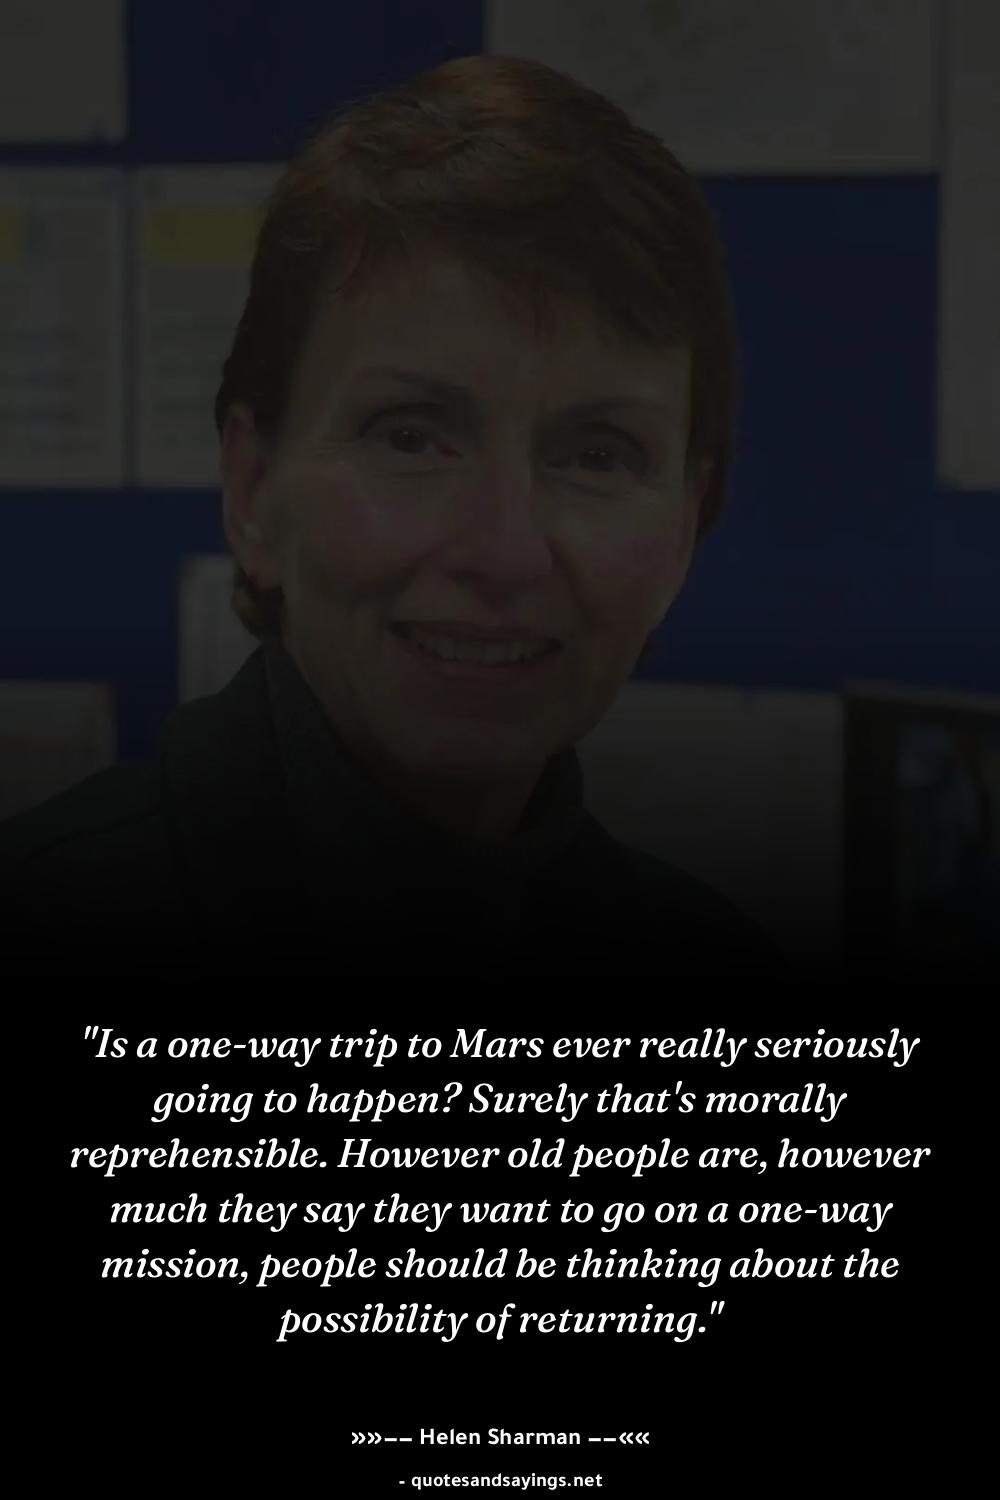 "Is a one-way trip to Mars ever really seriously
going to happen? Surely that's morally
reprehensible. However old people are, however
much they say they want to go on a one-way
mission, people should be thinking about the
possibility of returning."
»»−− Helen Sharman −−««
- quotesandsayings.net